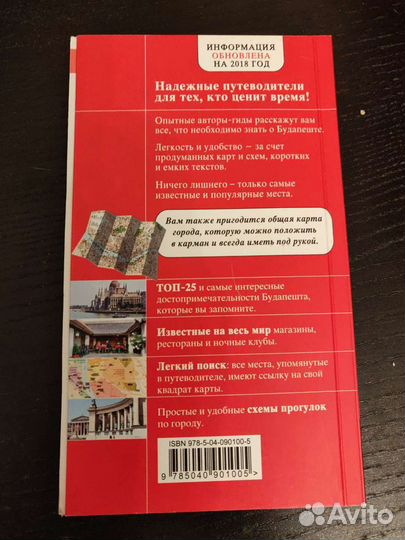 ИНФОРМАЦИЯ
ОБНОВЛЕНА
НА 2018 ГОД
Надежные путеводители
для тех, кто ценит время!
Опытные авторы-гиды расскажут вам
все, что необходимо знать о Будапеште.
Легкость и удобство – за счет
продуманных карт и схем, коротких
и емких текстов.
Ничего лишнего – только самые
известные и популярные места.
Вам также пригодится общая карта
города, которую можно положить
в карман и всегда иметь под рукой.
ТОП-25 и самые интересные
достопримечательности Будапешта,
которые вы запомните.
Известные на весь мир магазины,
рестораны и ночные клубы.
Легкий поиск: все места, упомянутые
в путеводителе, имеют ссылку на свой
квадрат карты.
Простые и удобные схемы прогулок
по городу.
ISBN 978-5-04-090100-5
9 785040 901005 >
Avito